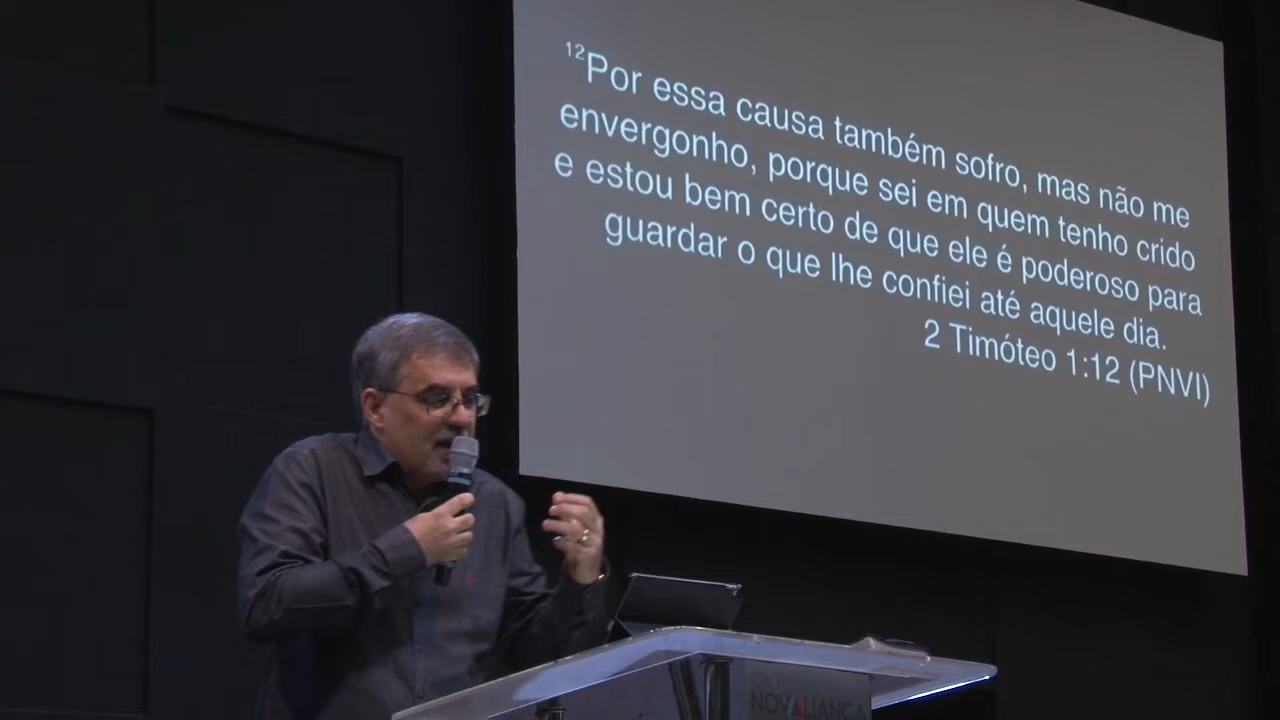 12Por essa causa também sofro, mas não me
envergonho, porque sei em quem tenho crido
e estou bem certo de que ele é poderoso para
guardar o que lhe confiei até aquele dia.
2 Timóteo 1:12 (PNVI)
NOVALIANÇA